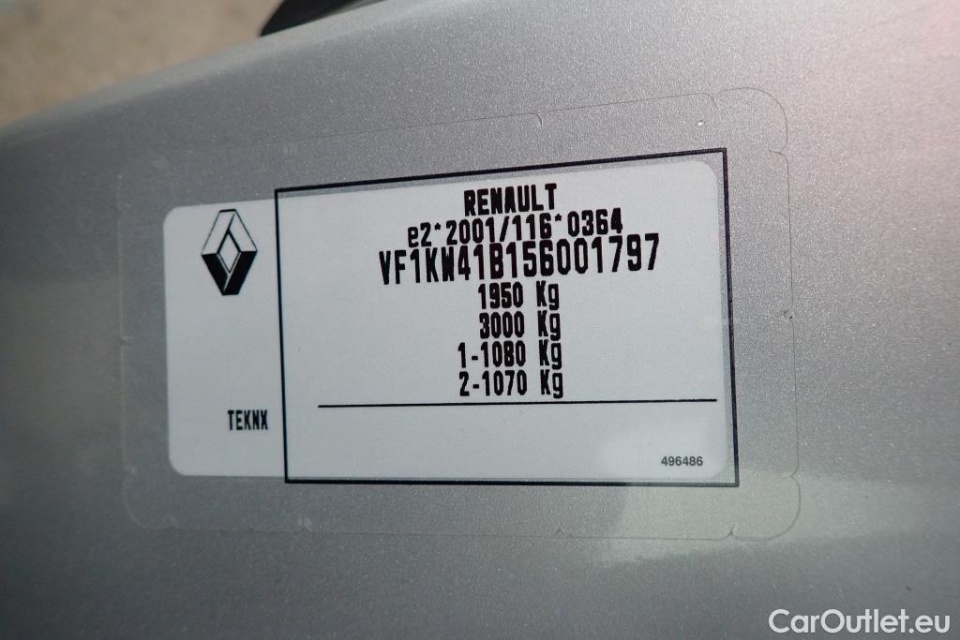 RENAULT
e2*2001/116*0364
VF1KW41B156001797
1950 Kg
3000 Kg
1-1080 Kg
2-1070 Kg
TEKNX
496486
CarOutlet.eu